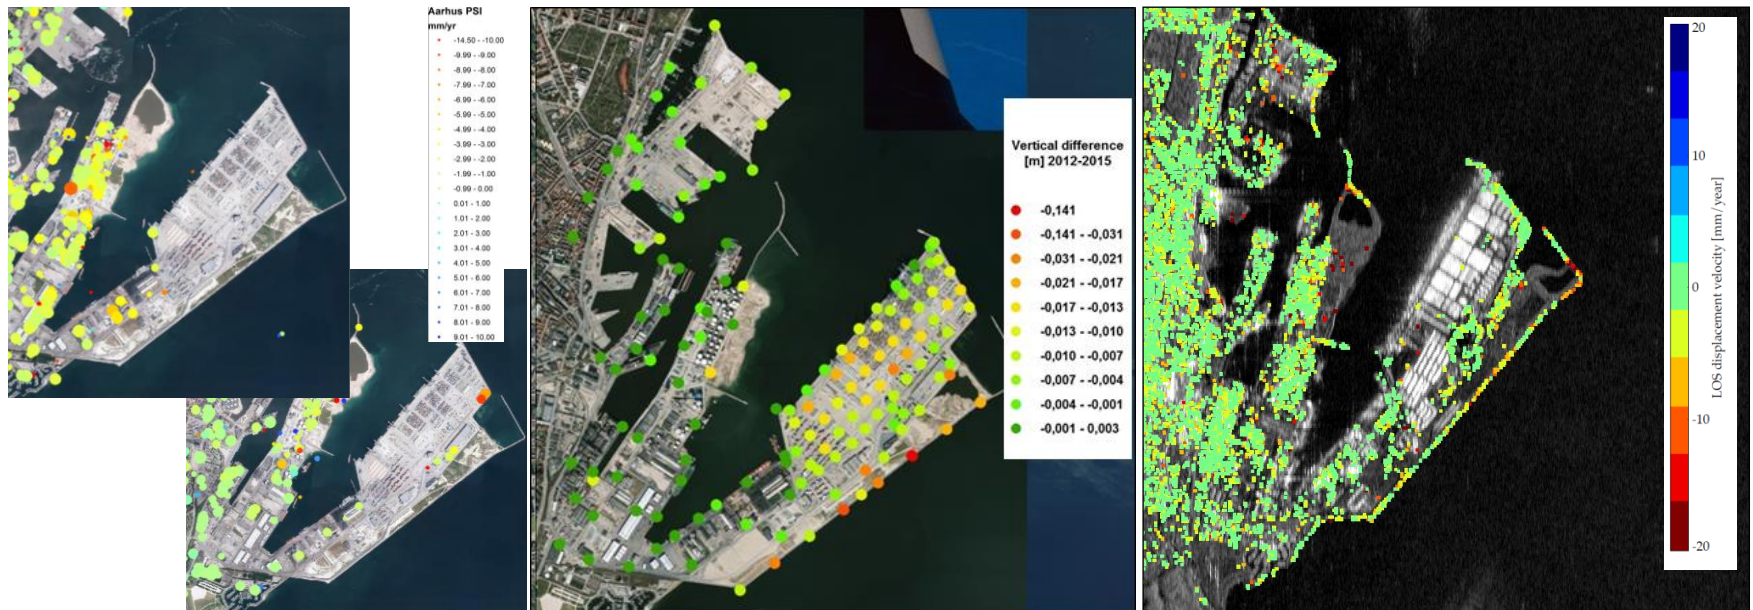 Aarhus PSI
mm/yr
-14.50 - -10.00
-9.99 - -9.00
-8.99 - -8.00
-7.99 - -7.00
-6.99 - -6.00
-5.99 - -5.00
-4.99 - -4.00
-3.99 - -3.00
-2.99 - -2.00
-1.99 - -1.00
-0.99 - 0.00
0.01 - 1.00
1.01 - 2.00
2.01 - 3.00
3.01 - 4.00
4.01 - 5.00
5.01 - 6.00
6.01 - 7.00
7.01 - 8.00
8.01 - 9.00
9.01 - 10.00
Vertical difference
[m] 2012-2015
-0,141
-0,141 - -0,031
-0,031 - -0,021
-0,021 - -0,017
-0,017 - -0,013
-0,013 - -0,010
-0,010 - -0,007
-0,007 - -0,004
-0,004 - -0,001
-0,001 - 0,003
20
10
0
-10
-20
LOS displacement velocity [mm/year]